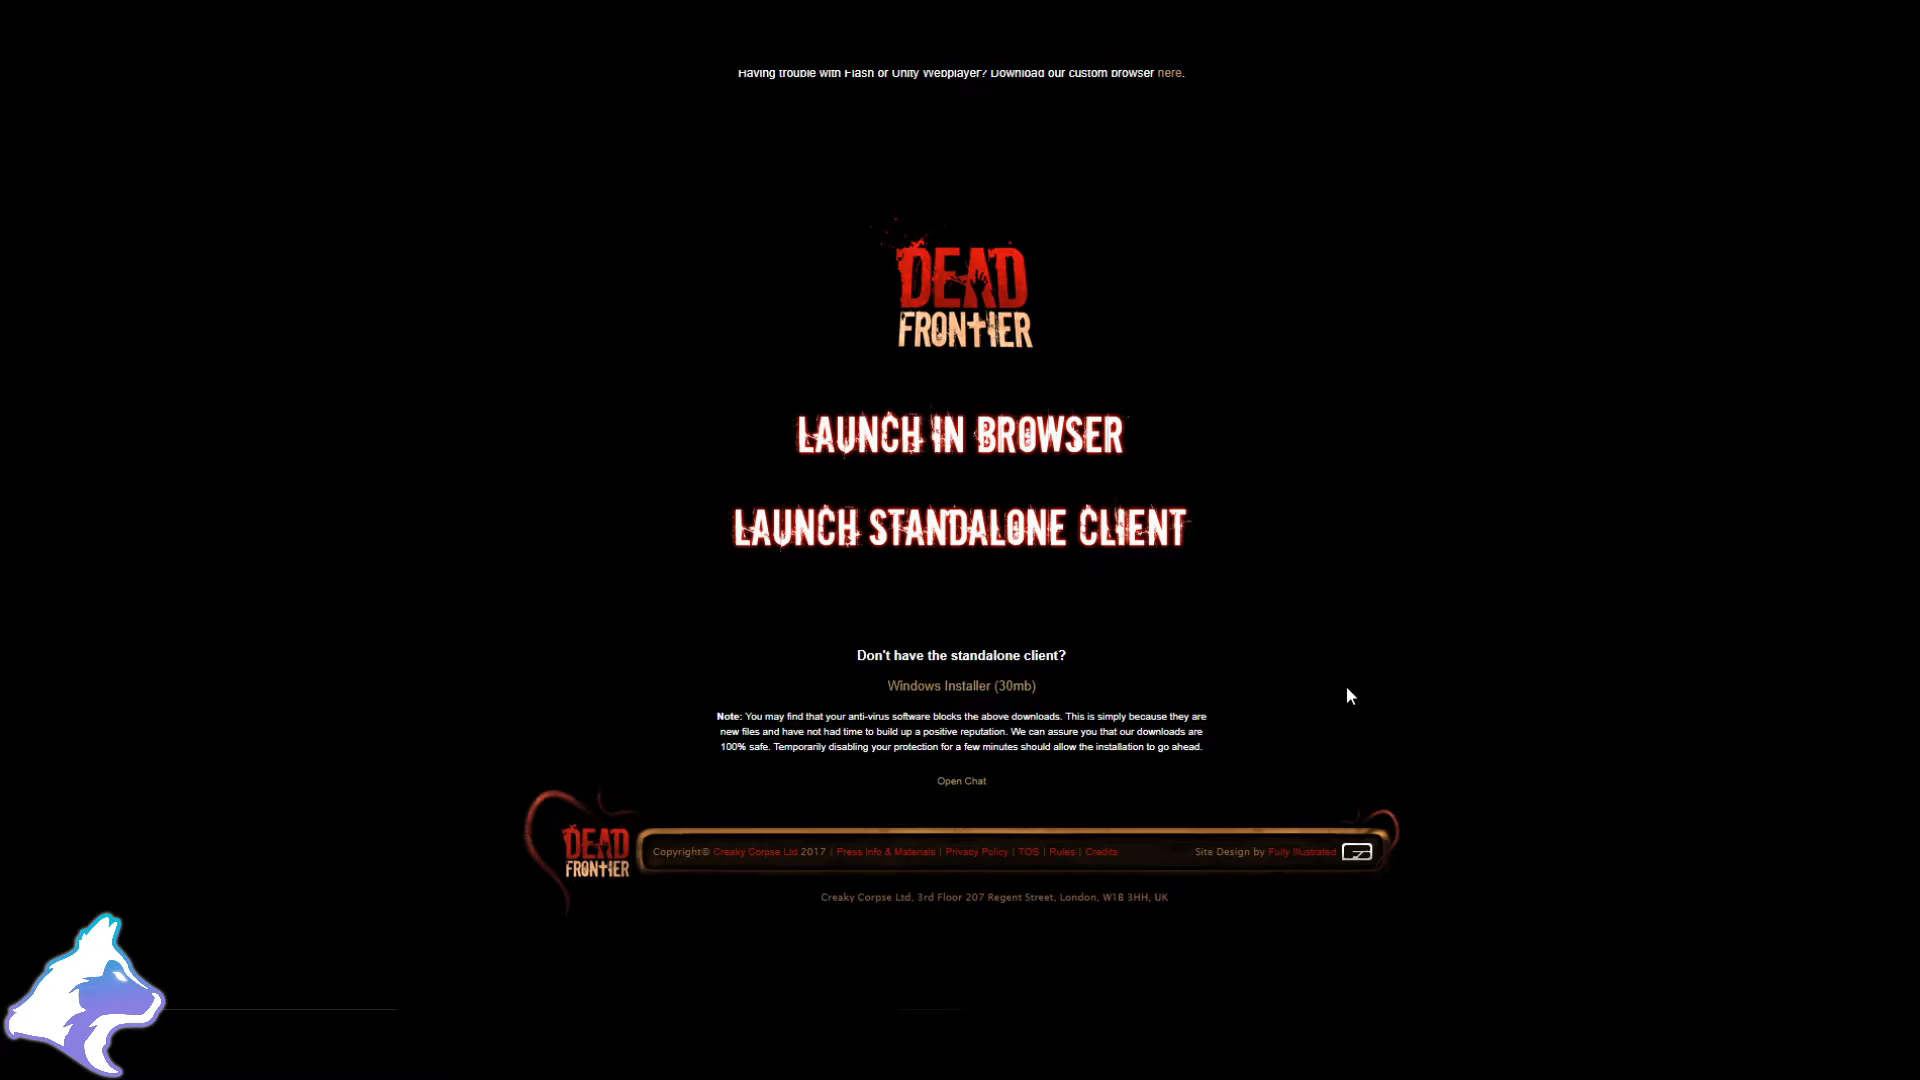 Having trouble with Flash or Unity Webplayer? Download our custom browser here.
DEAD
FRONTIER
LAUNCH IN BROWSER
LAUNCH STANDALONE CLIENT
Don't have the standalone client?
Windows Installer (30mb)
Note: You may find that your anti-virus software blocks the above downloads. This is simply because they are
new files and have not had time to build up a positive reputation. We can assure you that our downloads are
100% safe. Temporarily disabling your protection for a few minutes should allow the installation to go ahead.
Open Chat
DEAD
FRONTIER
Copyright© Creaky Corpse Ltd 2017 | Press Info & Materials | Privacy Policy | TOS | Rules | Credits
Site Design by Fully Illustrated
Creaky Corpse Ltd, 3rd Floor 207 Regent Street, London, W1B 3HH, UK